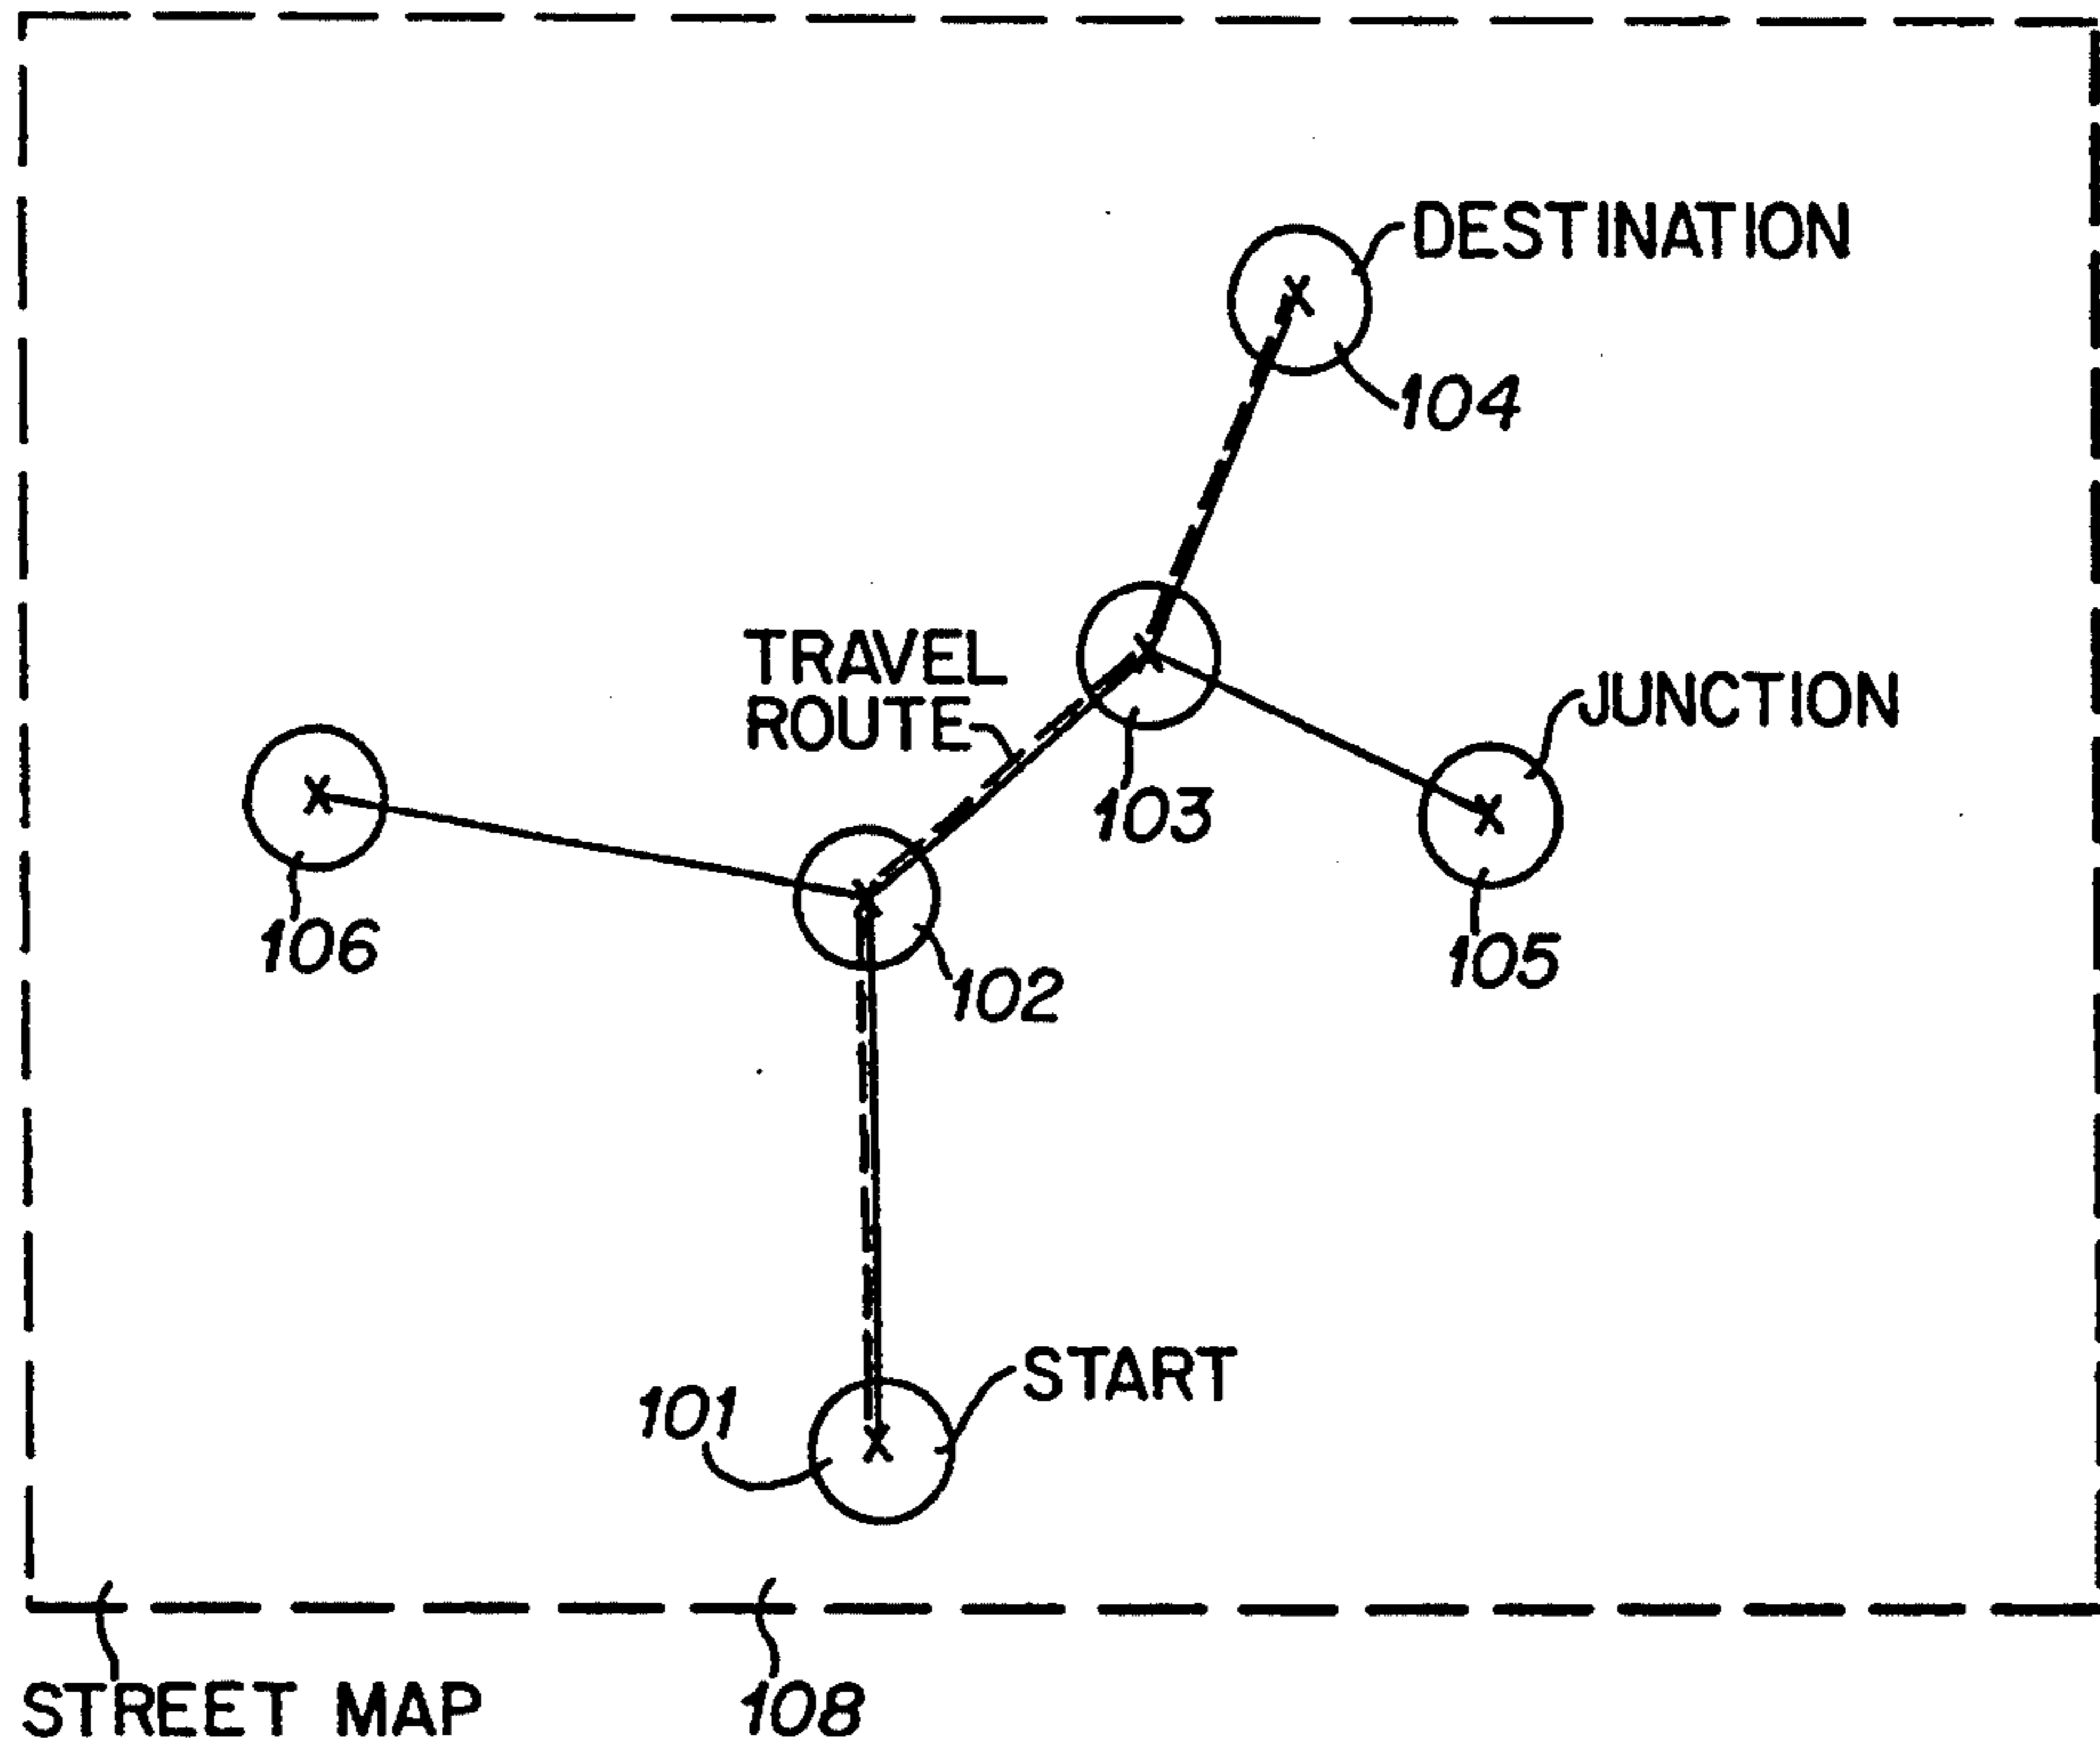 DESTINATION
104
TRAVEL
ROUTE
JUNCTION
103
106
102
105
101
START
STREET MAP
108